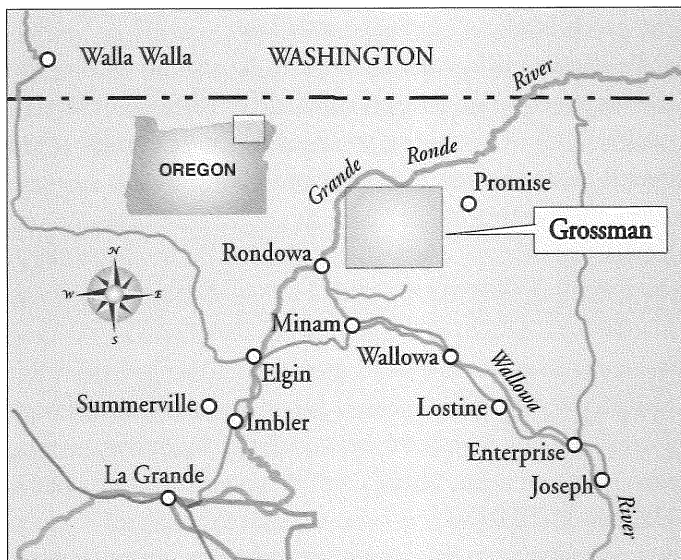 Walla Walla
WASHINGTON
River
Ronde
Grande
OREGON
Promise
Grossman
Rondowa
N
W
E
S
Minam
Wallowa
Elgin
Wallowa
Summerville
Imbler
Lostine
Enterprise
La Grande
Joseph
River